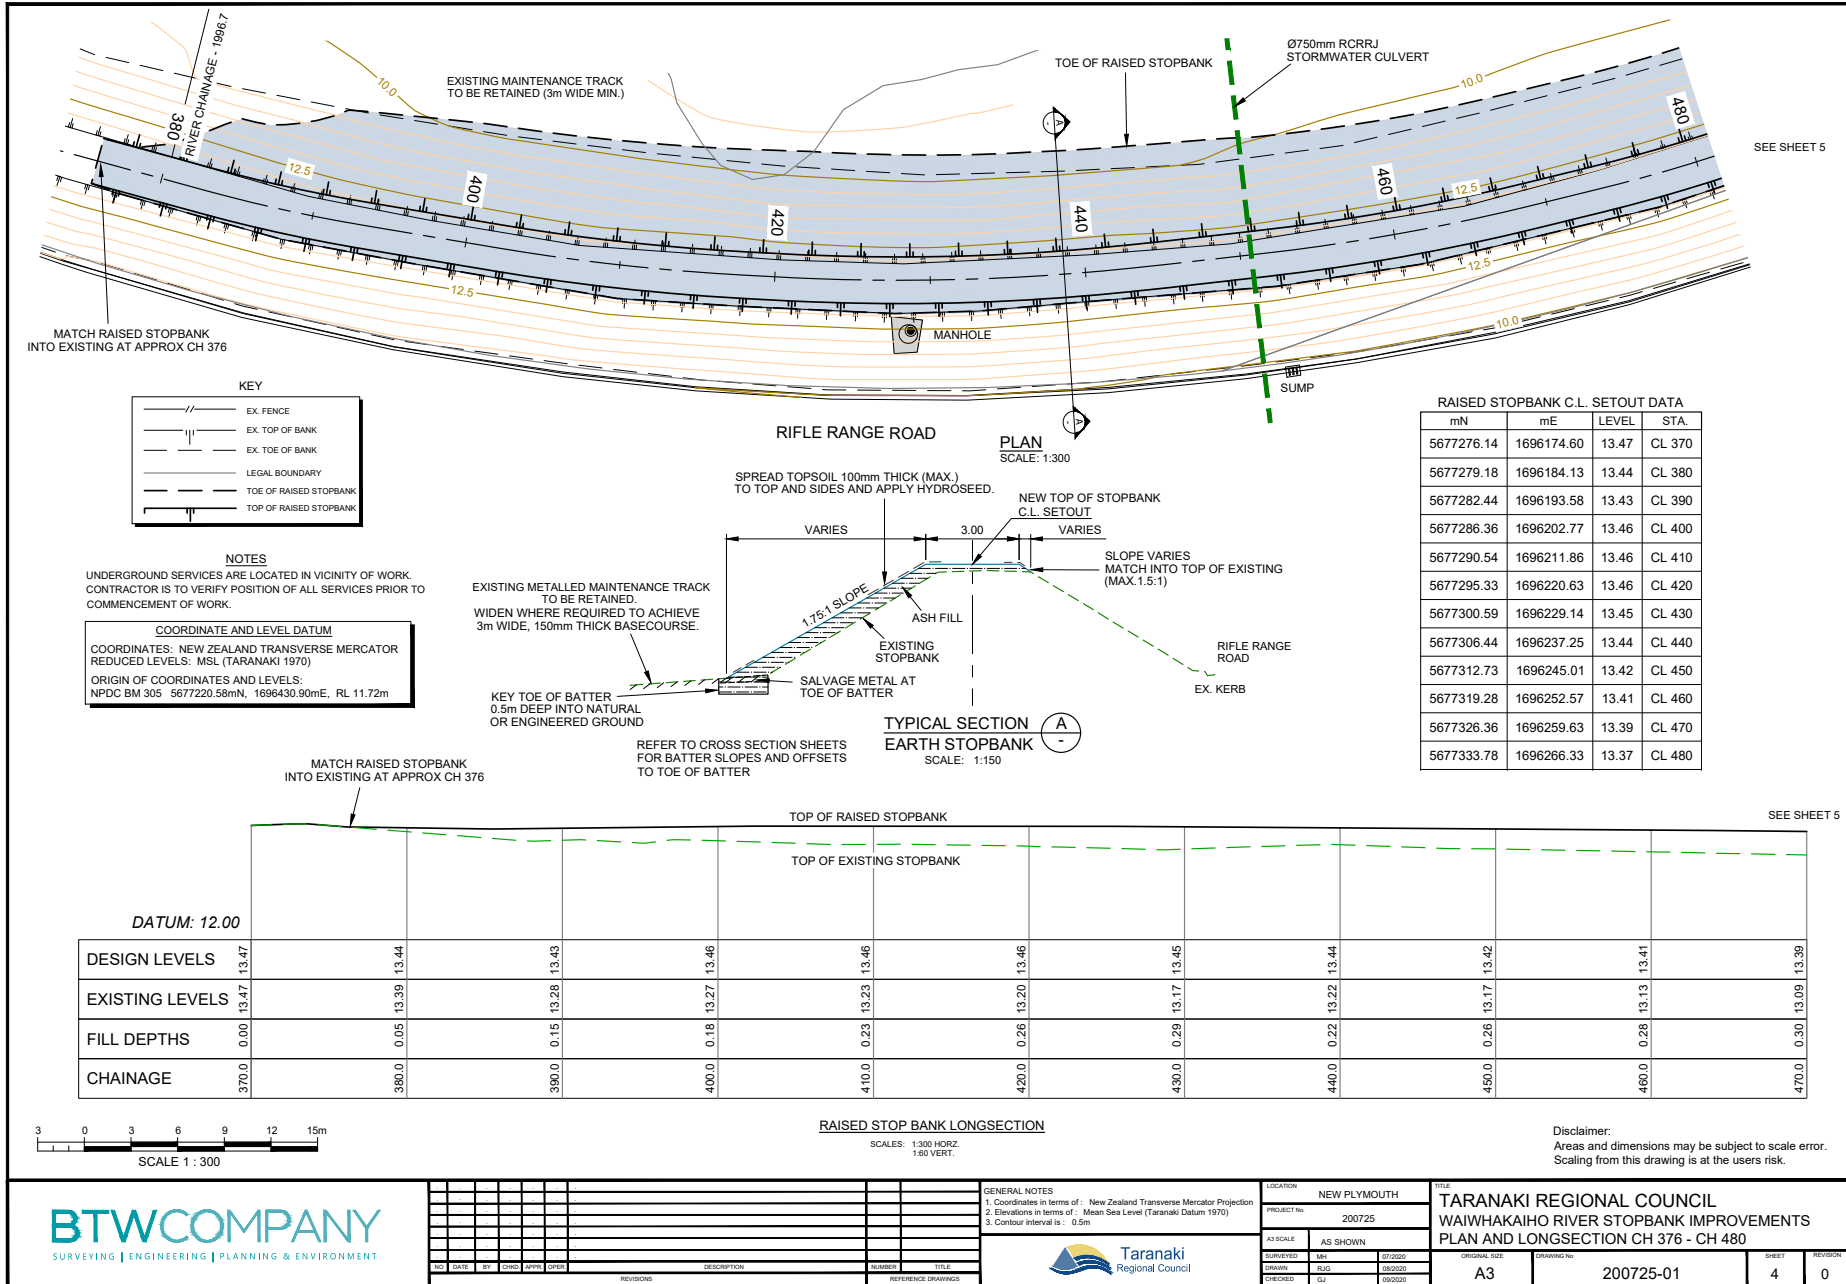 RIVER CHAINAGE - 1996.7
380
10.0
EXISTING MAINTENANCE TRACK
TO BE RETAINED (3m WIDE MIN.)
TOE OF RAISED STOPBANK
Ø750mm RCRRJ
STORMWATER CULVERT
10.0
480
SEE SHEET 5
12.5
400
420
A
-
440
460
12.5
12.5
12.5
10.0
MATCH RAISED STOPBANK
INTO EXISTING AT APPROX CH 376
MANHOLE
SUMP
A
-
RIFLE RANGE ROAD
PLAN
SCALE: 1:300
KEY
EX. FENCE
EX. TOP OF BANK
EX. TOE OF BANK
LEGAL BOUNDARY
TOE OF RAISED STOPBANK
TOP OF RAISED STOPBANK
NOTES
UNDERGROUND SERVICES ARE LOCATED IN VICINITY OF WORK.
CONTRACTOR IS TO VERIFY POSITION OF ALL SERVICES PRIOR TO
COMMENCEMENT OF WORK.
COORDINATE AND LEVEL DATUM
COORDINATES: NEW ZEALAND TRANSVERSE MERCATOR
REDUCED LEVELS: MSL (TARANAKI 1970)
ORIGIN OF COORDINATES AND LEVELS:
NPDC BM 305 5677220.58mN, 1696430.90mE, RL 11.72m
SPREAD TOPSOIL 100mm THICK (MAX.)
TO TOP AND SIDES AND APPLY HYDROSEED.
NEW TOP OF STOPBANK
C.L. SETOUT
VARIES
3.00
VARIES
SLOPE VARIES
MATCH INTO TOP OF EXISTING
(MAX.1.5:1)
EXISTING METALLED MAINTENANCE TRACK
TO BE RETAINED.
WIDEN WHERE REQUIRED TO ACHIEVE
3m WIDE, 150mm THICK BASECOURSE.
1.75:1 SLOPE
ASH FILL
EXISTING
STOPBANK
RIFLE RANGE
ROAD
EX. KERB
SALVAGE METAL AT
TOE OF BATTER
KEY TOE OF BATTER
0.5m DEEP INTO NATURAL
OR ENGINEERED GROUND
TYPICAL SECTION
EARTH STOPBANK
SCALE: 1:150
A
-
REFER TO CROSS SECTION SHEETS
FOR BATTER SLOPES AND OFFSETS
TO TOE OF BATTER
RAISED STOPBANK C.L. SETOUT DATA
mN mE LEVEL STA.
5677276.14 1696174.60 13.47 CL 370
5677279.18 1696184.13 13.44 CL 380
5677282.44 1696193.58 13.43 CL 390
5677286.36 1696202.77 13.46 CL 400
5677290.54 1696211.86 13.46 CL 410
5677295.33 1696220.63 13.46 CL 420
5677300.59 1696229.14 13.45 CL 430
5677306.44 1696237.25 13.44 CL 440
5677312.73 1696245.01 13.42 CL 450
5677319.28 1696252.57 13.41 CL 460
5677326.36 1696259.63 13.39 CL 470
5677333.78 1696266.33 13.37 CL 480
MATCH RAISED STOPBANK
INTO EXISTING AT APPROX CH 376
TOP OF RAISED STOPBANK
SEE SHEET 5
TOP OF EXISTING STOPBANK
DATUM: 12.00
DESIGN LEVELS 13.47 13.44 13.43 13.46 13.46 13.46 13.45 13.44 13.42 13.41 13.39
EXISTING LEVELS 13.47 13.39 13.28 13.27 13.23 13.20 13.17 13.22 13.17 13.13 13.09
FILL DEPTHS 0.00 0.05 0.15 0.18 0.23 0.26 0.29 0.22 0.26 0.28 0.30
CHAINAGE 370.0 380.0 390.0 400.0 410.0 420.0 430.0 440.0 450.0 460.0 470.0
3 0 3 6 9 12 15m
SCALE 1 : 300
RAISED STOP BANK LONGSECTION
SCALES: 1:300 HORZ.
1:60 VERT.
Disclaimer:
Areas and dimensions may be subject to scale error.
Scaling from this drawing is at the users risk.
BTWCOMPANY
SURVEYING | ENGINEERING | PLANNING & ENVIRONMENT
NO DATE BY CHKD APPR OPER DESCRIPTION NUMBER TITLE
REVISIONS REFERENCE DRAWINGS
GENERAL NOTES
1. Coordinates in terms of : New Zealand Transverse Mercator Projection
2. Elevations in terms of : Mean Sea Level (Taranaki Datum 1970)
3. Contour interval is : 0.5m
Taranaki
Regional Council
LOCATION
NEW PLYMOUTH
PROJECT No.
200725
A3 SCALE AS SHOWN
SURVEYED MH 07/2020
DRAWN RJG 08/2020
CHECKED GJ 09/2020
TITLE
TARANAKI REGIONAL COUNCIL
WAIWHAKAIHO RIVER STOPBANK IMPROVEMENTS
PLAN AND LONGSECTION CH 376 - CH 480
ORIGINAL SIZE DRAWING No SHEET REVISION
A3 200725-01 4 0